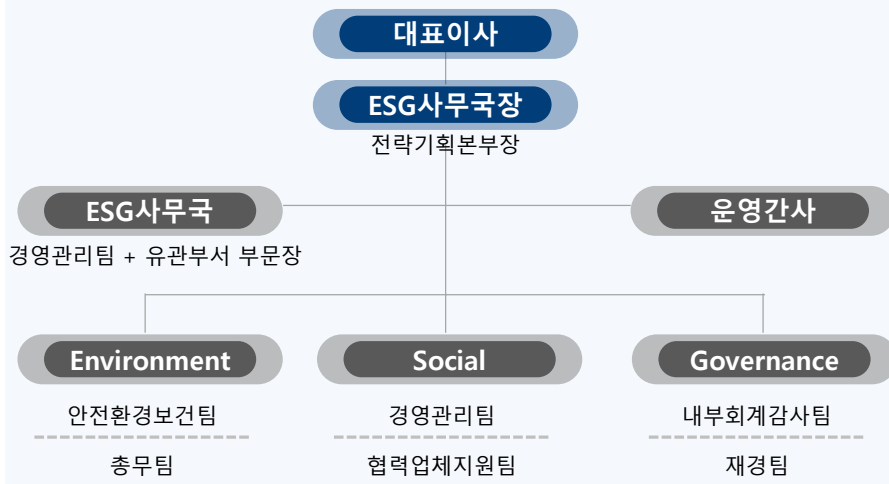 대표이사
ESG사무국장
전략기획본부장
ESG사무국
운영간사
경영관리팀 + 유관부서 부문장
Environment
Social
Governance
안전환경보건팀
경영관리팀
내부회계감사팀
총무팀
협력업체지원팀
재경팀